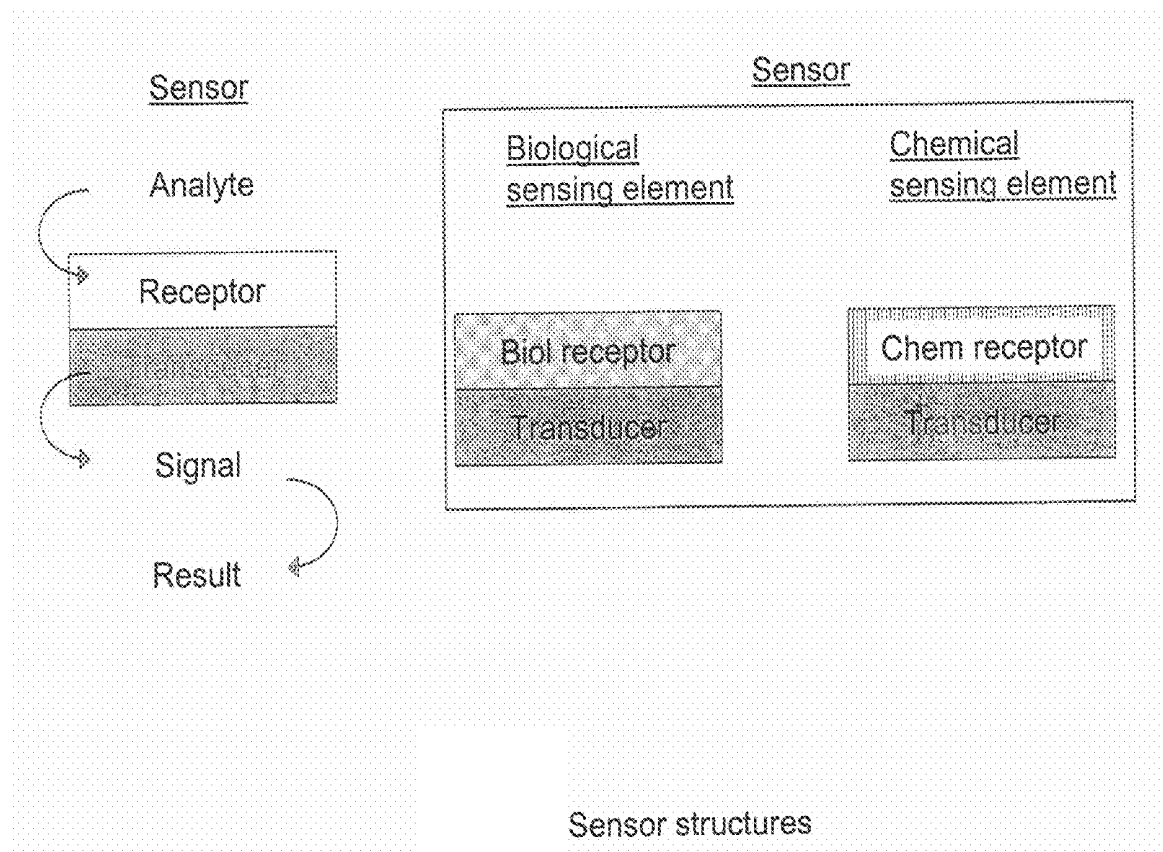 Sensor
Analyte
Receptor
Signal
Result
Sensor
Biological
sensing element
Chemical
sensing element
Biol receptor
Chem receptor
Transducer
Transducer
Sensor structures